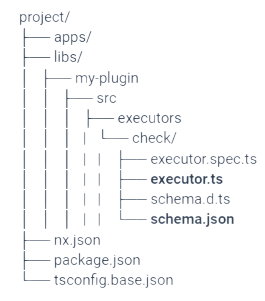 project/
├── apps/
├── libs/
│   ├── my-plugin
│   │   ├── src
│   │   │   ├── executors
│   │   │   │   └── check/
│   │   │   │   │   ├── executor.spec.ts
│   │   │   │   │   ├── executor.ts
│   │   │   │   │   ├── schema.d.ts
│   │   │   │   │   └── schema.json
├── nx.json
├── package.json
└── tsconfig.base.json